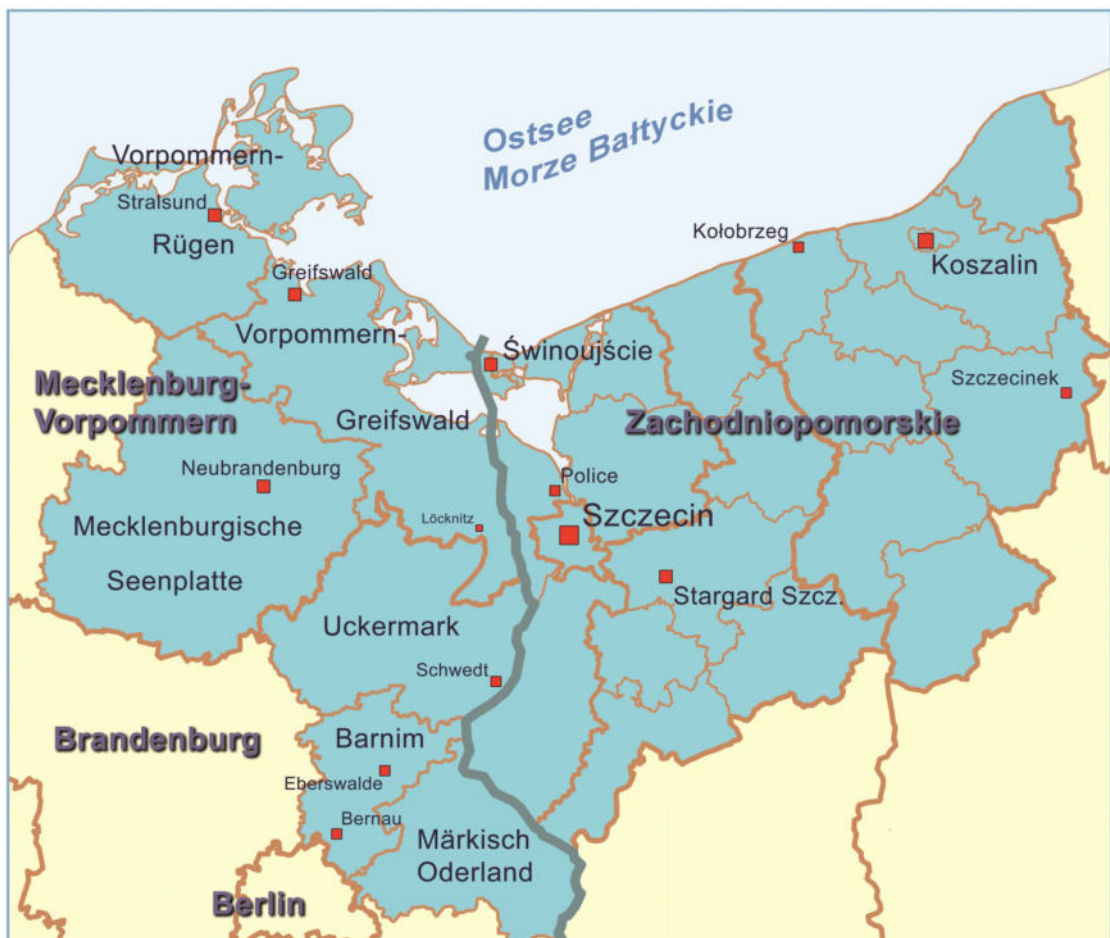 Ostsee
Morze Bałtyckie
Vorpommern-
Stralsund
Rügen
Kołobrzeg
Koszalin
Greifswald
Vorpommern-
Świnoujście
Mecklenburg-
Vorpommern
Szczecinek
Greifswald
Zachodniopomorskie
Neubrandenburg
Police
Mecklenburgische
Löcknitz
Szczecin
Seenplatte
Stargard Szcz.
Uckermark
Schwedt
Brandenburg
Barnim
Eberswalde
Bernau
Märkisch
Oderland
Berlin